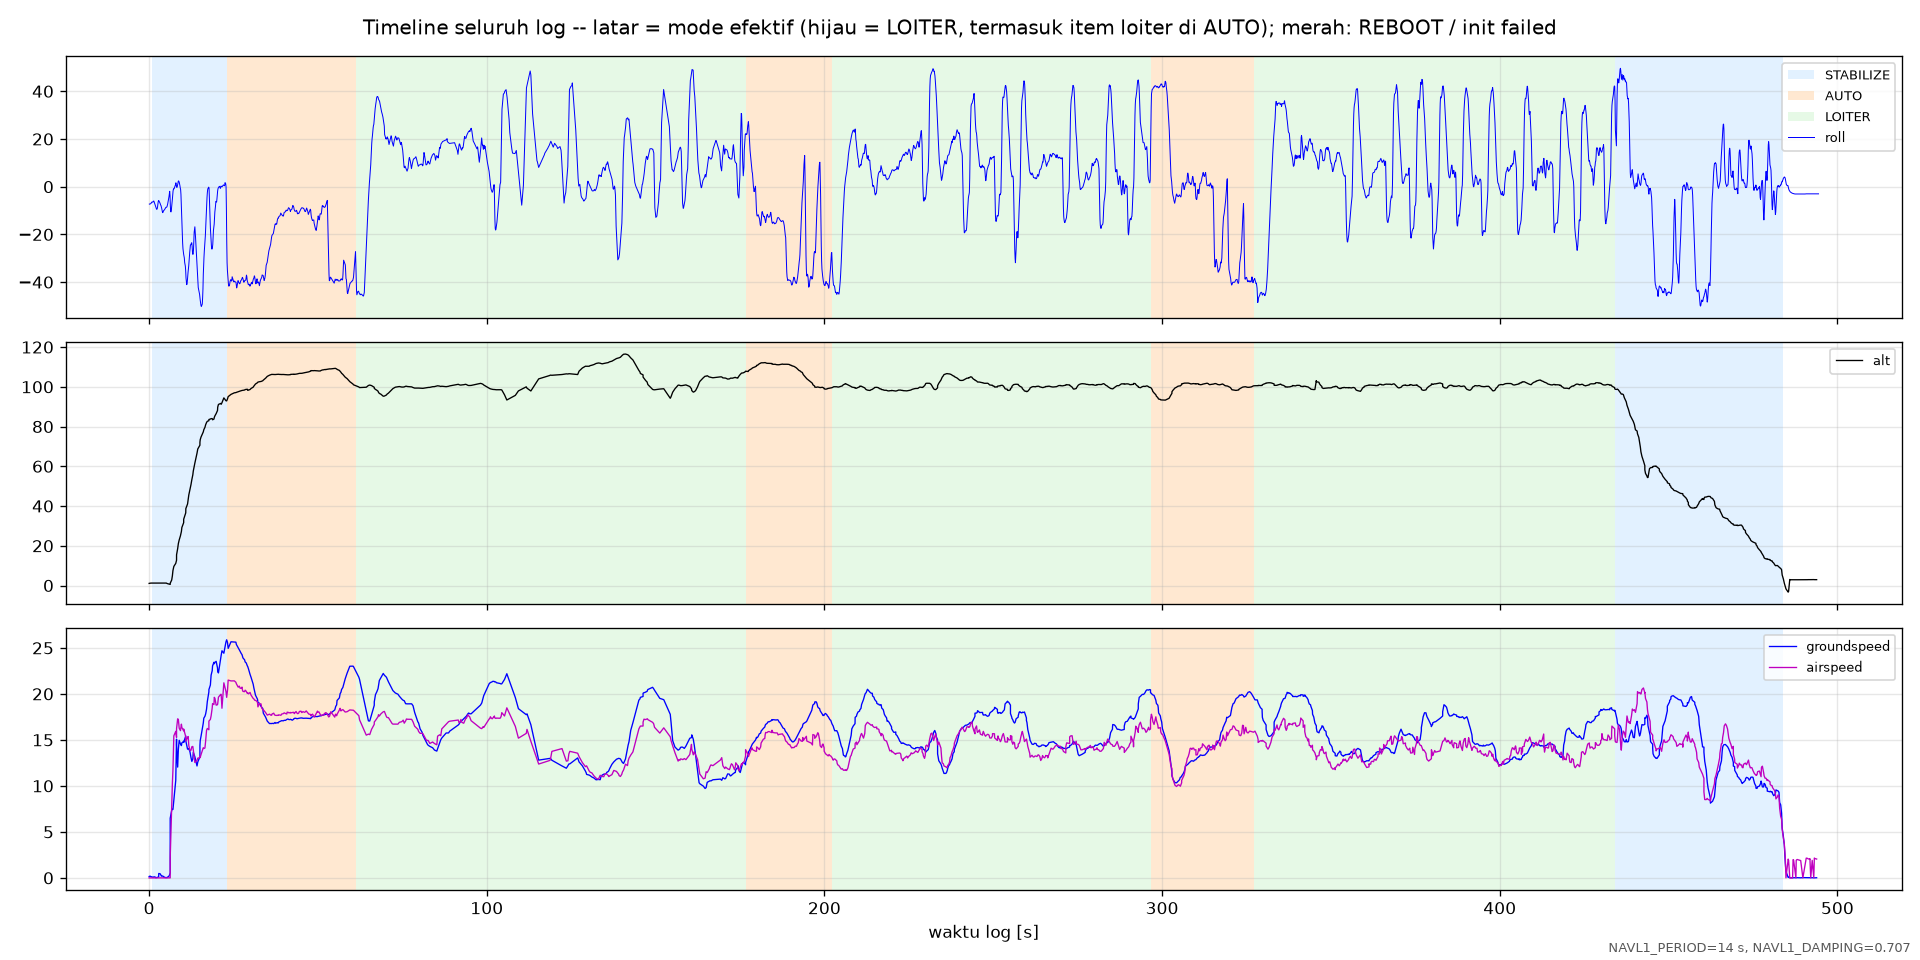 Timeline seluruh log -- latar = mode efektif (hijau = LOITER, termasuk item loiter di AUTO); merah: REBOOT / init failed
40
20
0
−20
−40
STABILIZE
AUTO
LOITER
roll
120
100
80
60
40
20
0
alt
25
20
15
10
5
0
groundspeed
airspeed
0 100 200 300 400 500
waktu log [s]
NAVL1_PERIOD=14 s, NAVL1_DAMPING=0.707